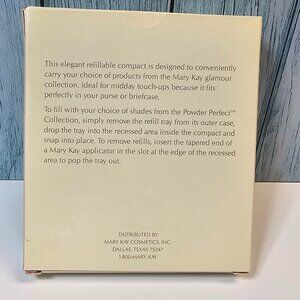 This elegant refillable compact is designed to conveniently
carry your choice of products from the Mary Kay glamour
collection. Ideal for midday touch-ups because it fits
perfectly in your purse or briefcase.
To fill with your choice of shades from the Powder Perfect™
Collection, simply remove the refill tray from its outer case,
drop the tray into the recessed area inside the compact and
snap into place. To remove refills, insert the tapered end of
a Mary Kay applicator in the slot at the edge of the recessed
area to pop the tray out.
DISTRIBUTED BY
MARY KAY COSMETICS, INC.
DALLAS, TEXAS 75247
1-800-MARY KAY